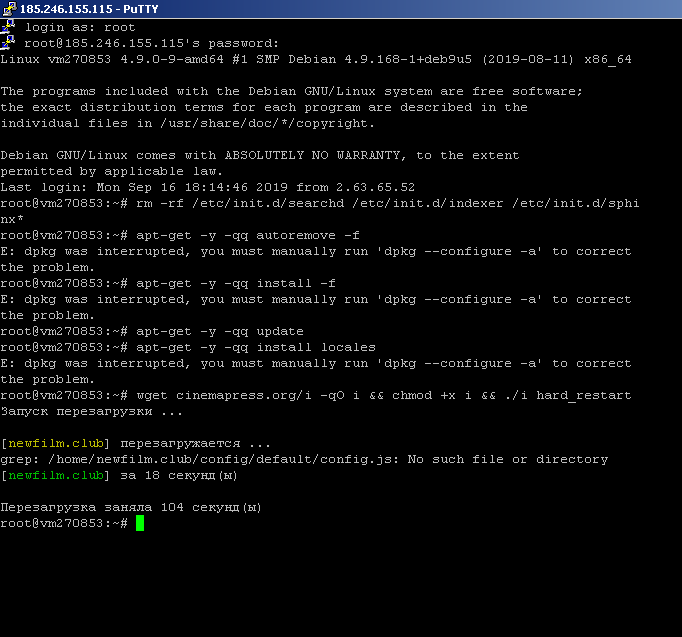 185.246.155.115 - PuTTY
login as: root
root@185.246.155.115's password:
Linux vm270853 4.9.0-9-amd64 #1 SMP Debian 4.9.168-1+deb9u5 (2019-08-11) x86_64
The programs included with the Debian GNU/Linux system are free software;
the exact distribution terms for each program are described in the
individual files in /usr/share/doc/*/copyright.
Debian GNU/Linux comes with ABSOLUTELY NO WARRANTY, to the extent
permitted by applicable law.
Last login: Mon Sep 16 18:14:46 2019 from 2.63.65.52
root@vm270853:~# rm -rf /etc/init.d/searchd /etc/init.d/indexer /etc/init.d/sphi
nx*
root@vm270853:~# apt-get -y -qq autoremove -f
E: dpkg was interrupted, you must manually run 'dpkg --configure -a' to correct
the problem.
root@vm270853:~# apt-get -y -qq install -f
E: dpkg was interrupted, you must manually run 'dpkg --configure -a' to correct
the problem.
root@vm270853:~# apt-get -y -qq update
root@vm270853:~# apt-get -y -qq install locales
E: dpkg was interrupted, you must manually run 'dpkg --configure -a' to correct
the problem.
root@vm270853:~# wget cinemapress.org/i -qO i && chmod +x i && ./i hard_restart
Запуск перезагрузки ...
[newfilm.club] перезагружается ...
grep: /home/newfilm.club/config/default/config.js: No such file or directory
[newfilm.club] за 18 секунд(ы)
Перезагрузка заняла 104 секунд(ы)
root@vm270853:~#